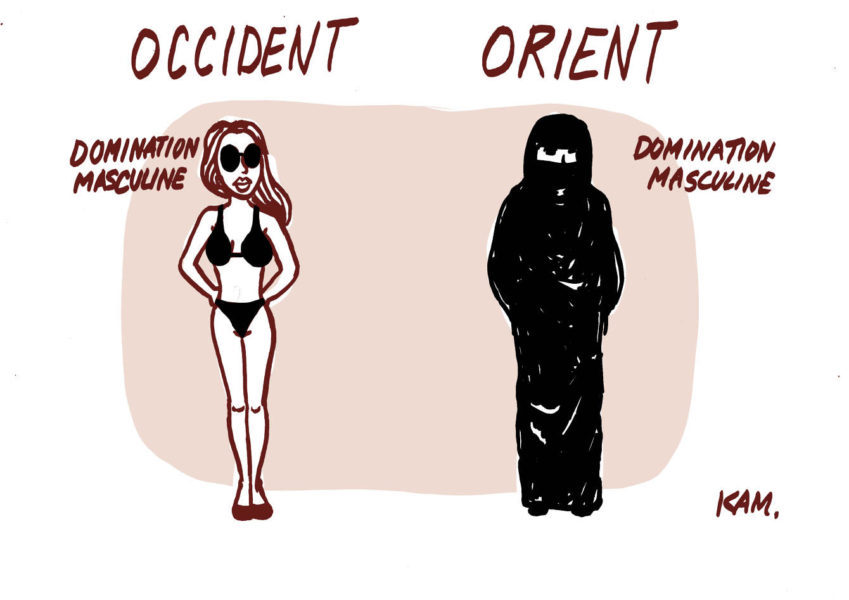 OCCIDENT
ORIENT
DOMINATION
MASCULINE
DOMINATION
MASCULINE
KAM.